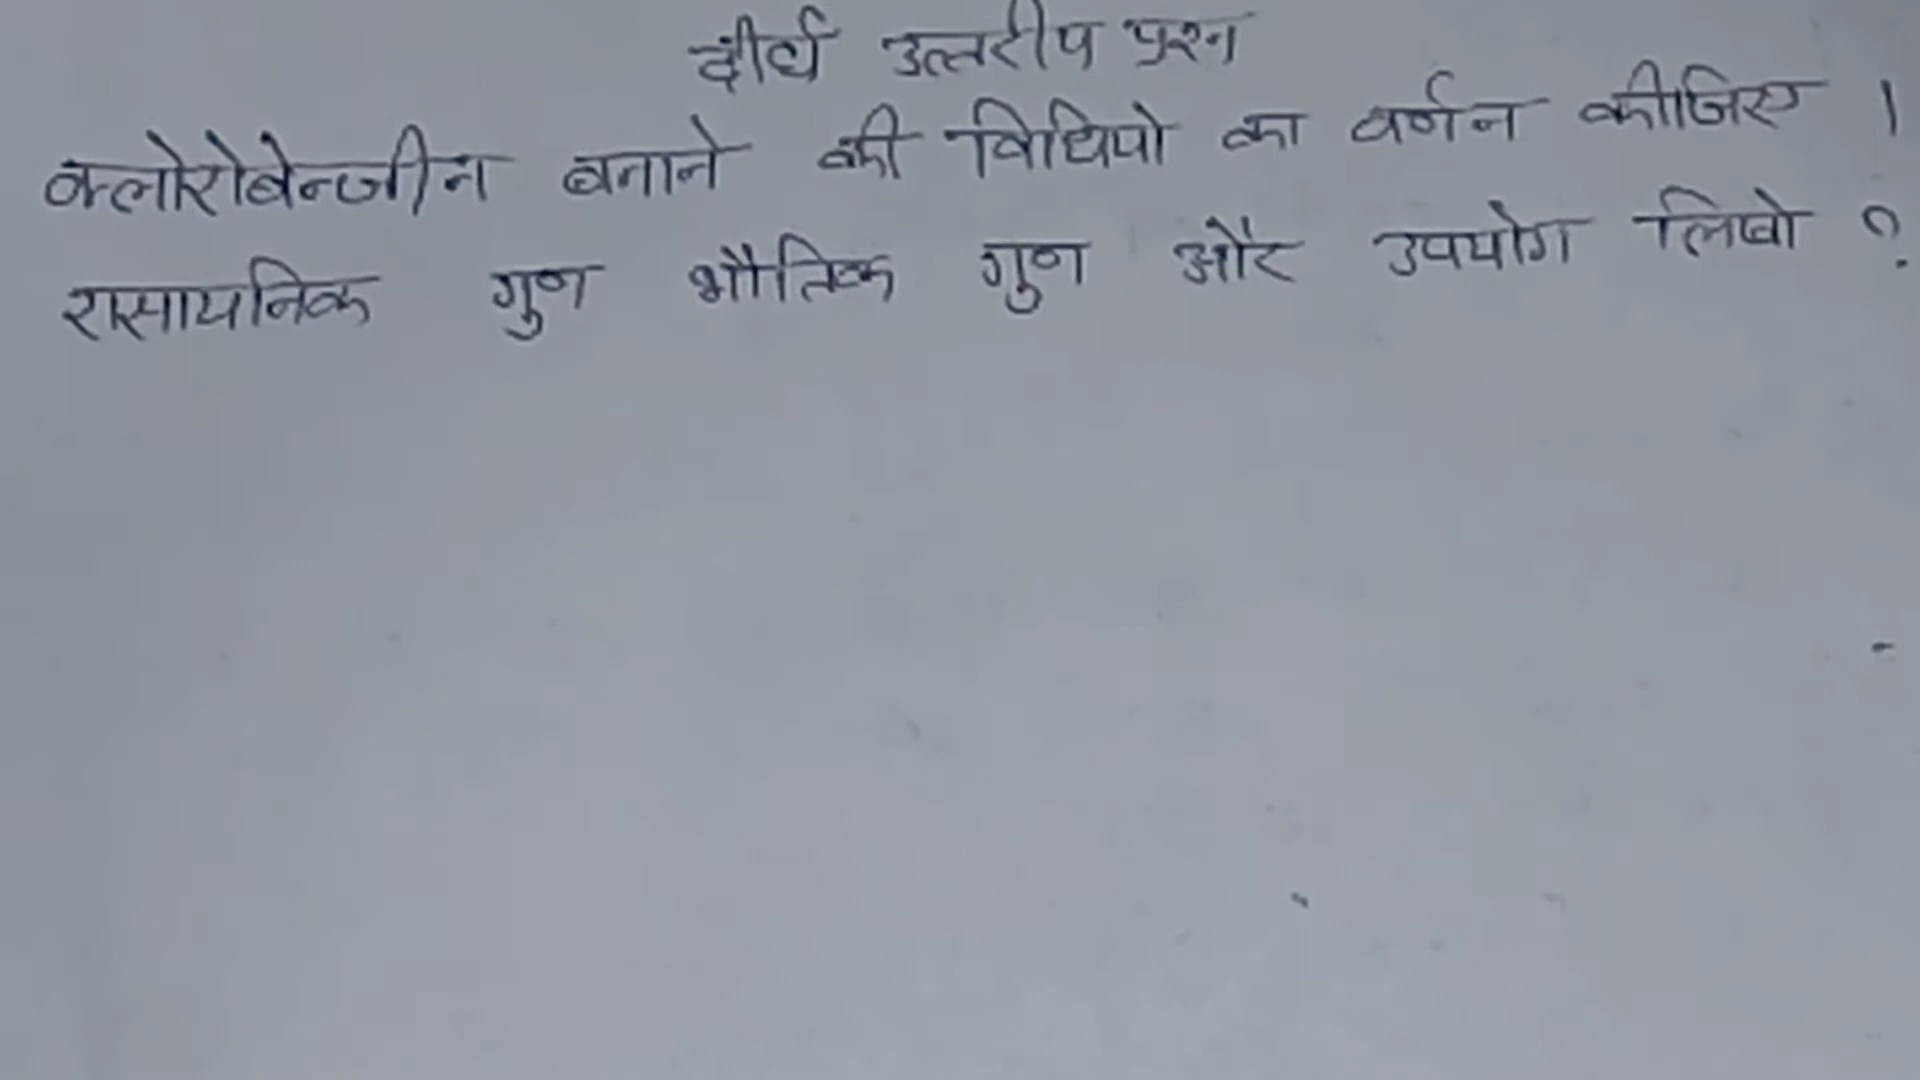 दीर्घ उत्तरीय प्रश्न
क्लोरोबेन्जीन बनाने की विधियो का वर्णन कीजिए ।
रासायनिक गुण भौतिक गुण और उपयोग लिखो ?